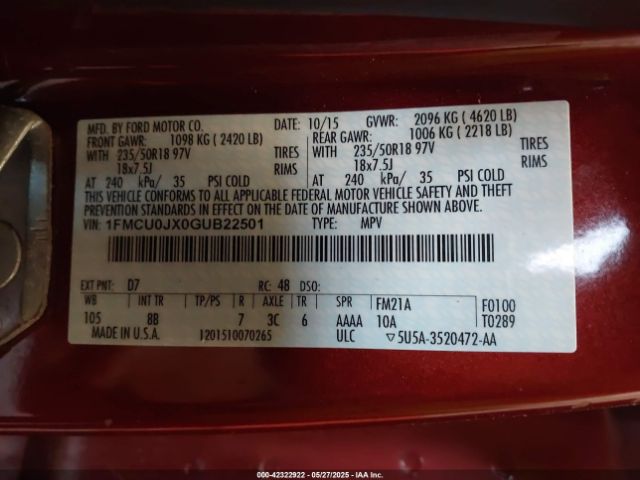 MFD. BY FORD MOTOR CO. DATE: 10/15 GVWR: 2096 KG ( 4620 LB)
FRONT GAWR: 1098 KG ( 2420 LB) REAR GAWR: 1006 KG ( 2218 LB)
WITH 235/50R18 97V TIRES WITH 235/50R18 97V TIRES
18x7.5J RIMS 18x7.5J RIMS
AT 240 kPa/ 35 PSI COLD AT 240 kPa/ 35 PSI COLD
THIS VEHICLE CONFORMS TO ALL APPLICABLE FEDERAL MOTOR VEHICLE SAFETY AND THEFT
PREVENTION STANDARDS IN EFFECT ON THE DATE OF MANUFACTURE SHOWN ABOVE.
VIN: 1FMCU0JX0GUB22501 TYPE: MPV
EXT PNT: D7 RC: 48 DSO:
WB INT TR TP/PS R AXLE TR SPR FM21A F0100
105 8B 7 3C 6 AAAA 10A T0289
MADE IN U.S.A. 1201510070265 ULC 5U5A-3520472-AA
000-42322922 - 05/27/2025 - IAA Inc.